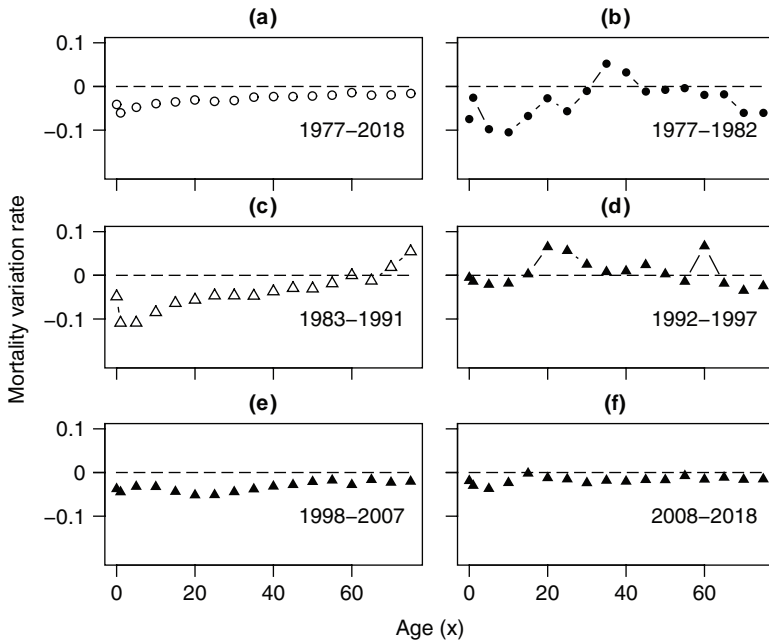 (a) (b)
0.1
0
−0.1
1977−2018 1977−1982
(c) (d)
0.1
0
−0.1
1983−1991 1992−1997
(e) (f)
0.1
0
−0.1
1998−2007 2008−2018
0 20 40 60 0 20 40 60
Mortality variation rate
Age (x)